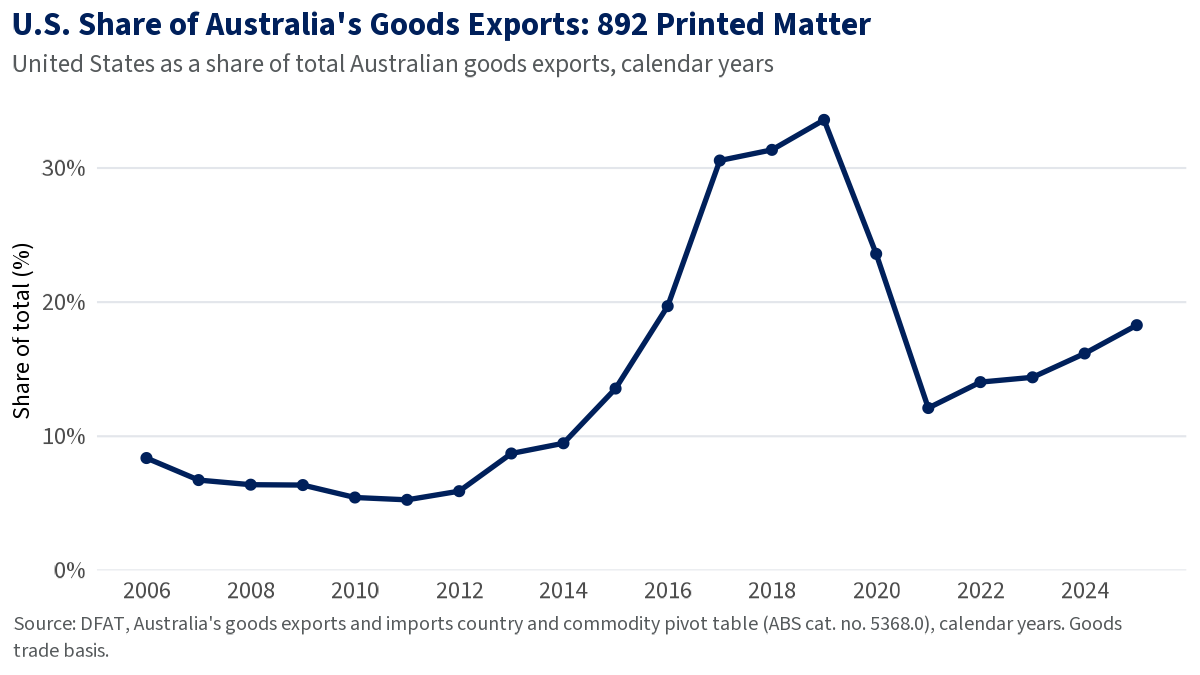 U.S. Share of Australia's Goods Exports: 892 Printed Matter
United States as a share of total Australian goods exports, calendar years
Share of total (%)
30%
20%
10%
0%
2006 2008 2010 2012 2014 2016 2018 2020 2022 2024
Source: DFAT, Australia's goods exports and imports country and commodity pivot table (ABS cat. no. 5368.0), calendar years. Goods
trade basis.